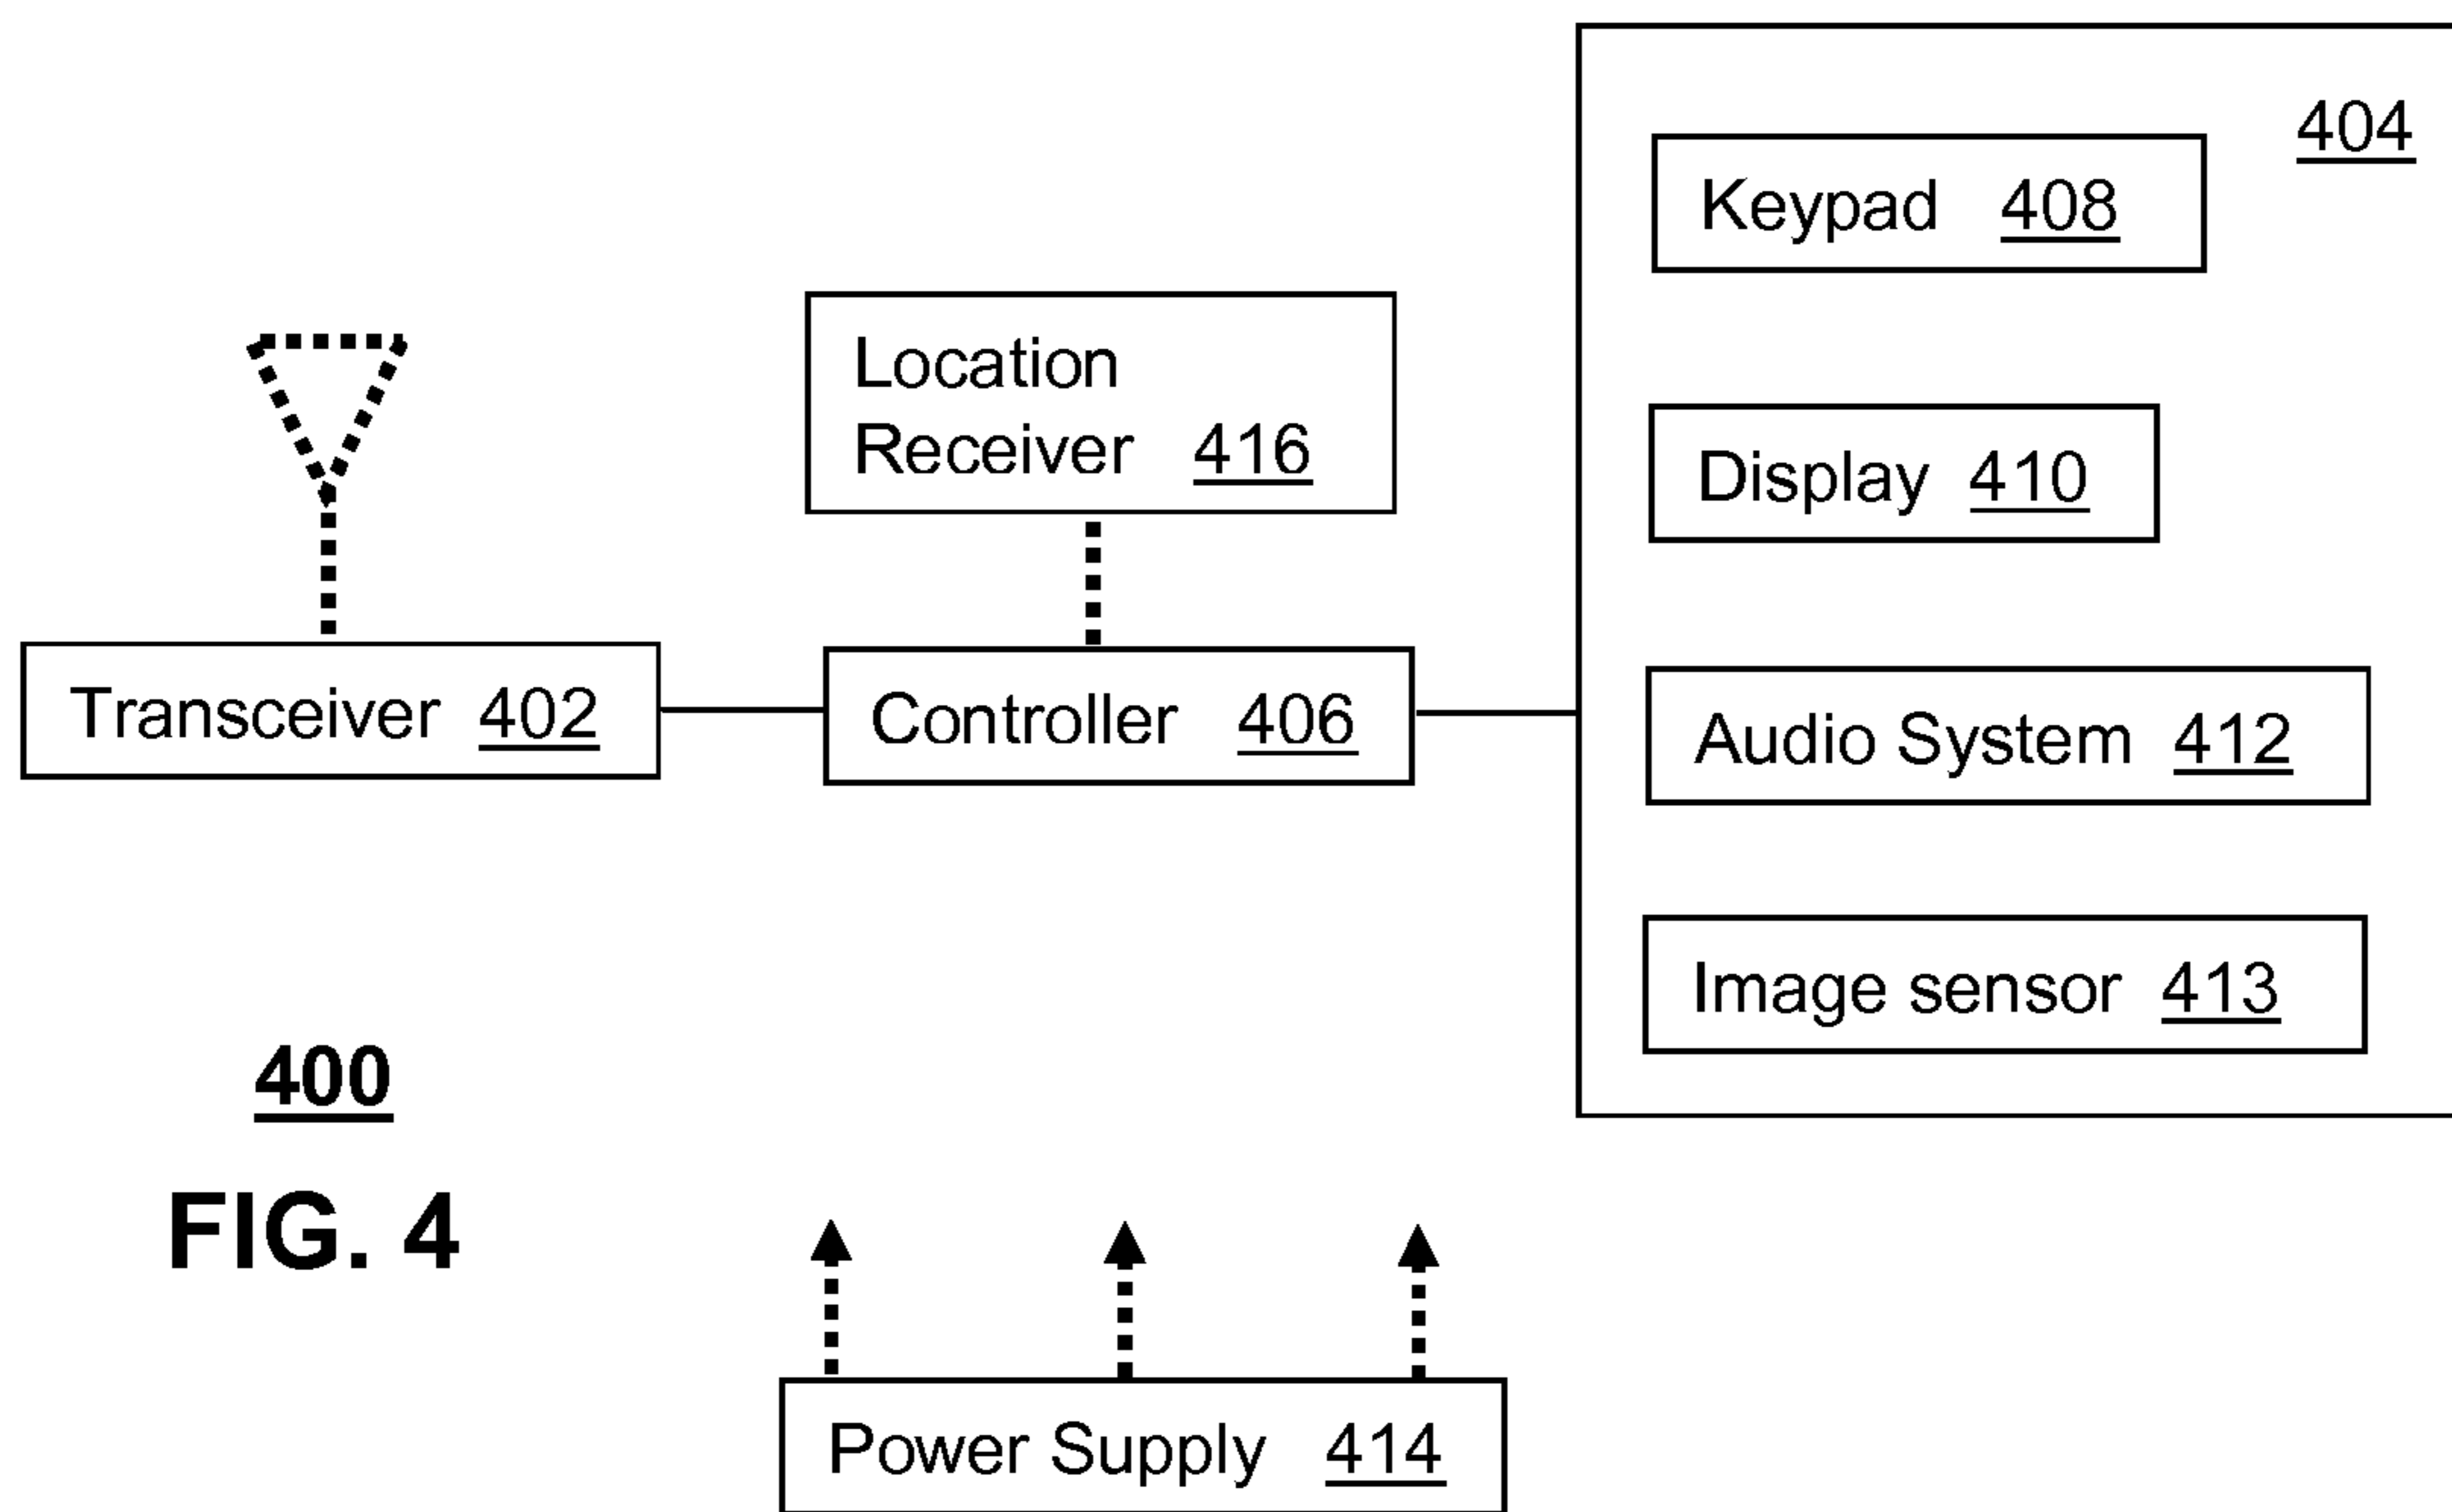 404
Keypad 408
Location
Receiver 416
Display 410
Transceiver 402
Controller 406
Audio System 412
Image sensor 413
400
FIG. 4
Power Supply 414